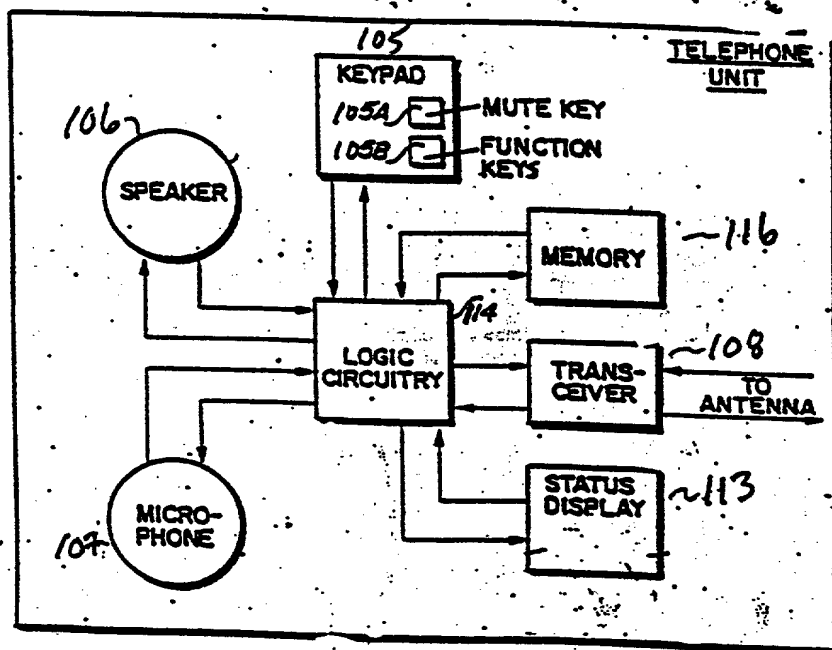 105
TELEPHONE
UNIT
KEYPAD
105A
MUTE KEY
105B
FUNCTION
KEYS
106
SPEAKER
MEMORY
116
114
LOGIC
CIRCUITRY
108
TRANS-
CEIVER
TO
ANTENNA
STATUS
DISPLAY
113
MICRO-
PHONE
107